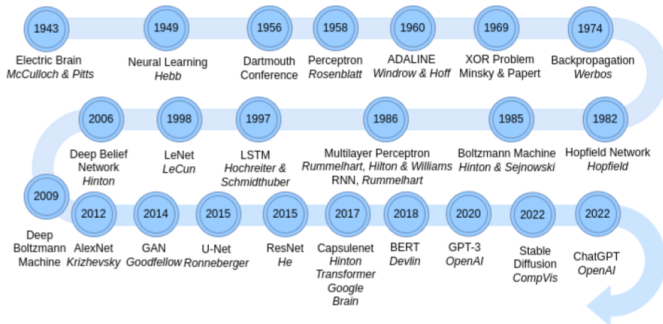 1943
Electric Brain
McCulloch & Pitts
1949
Neural Learning
Hebb
1956
Dartmouth
Conference
1958
Perceptron
Rosenblatt
1960
ADALINE
Windrow & Hoff
1969
XOR Problem
Minsky & Papert
1974
Backpropagation
Werbos
1982
Hopfield Network
Hopfield
1985
Boltzmann Machine
Hinton & Sejnowski
1986
Multilayer Perceptron
Rummelhart, Hilton & Williams
RNN, Rummelhart
1997
LSTM
Hochreiter &
Schmidthuber
1998
LeNet
LeCun
2006
Deep Belief
Network
Hinton
2009
Deep
Boltzmann
Machine
2012
AlexNet
Krizhevsky
2014
GAN
Goodfellow
2015
U-Net
Ronneberger
2015
ResNet
He
2017
Capsulenet
Hinton
Transformer
Google
Brain
2018
BERT
Devlin
2020
GPT-3
OpenAI
2022
Stable
Diffusion
CompVis
2022
ChatGPT
OpenAI